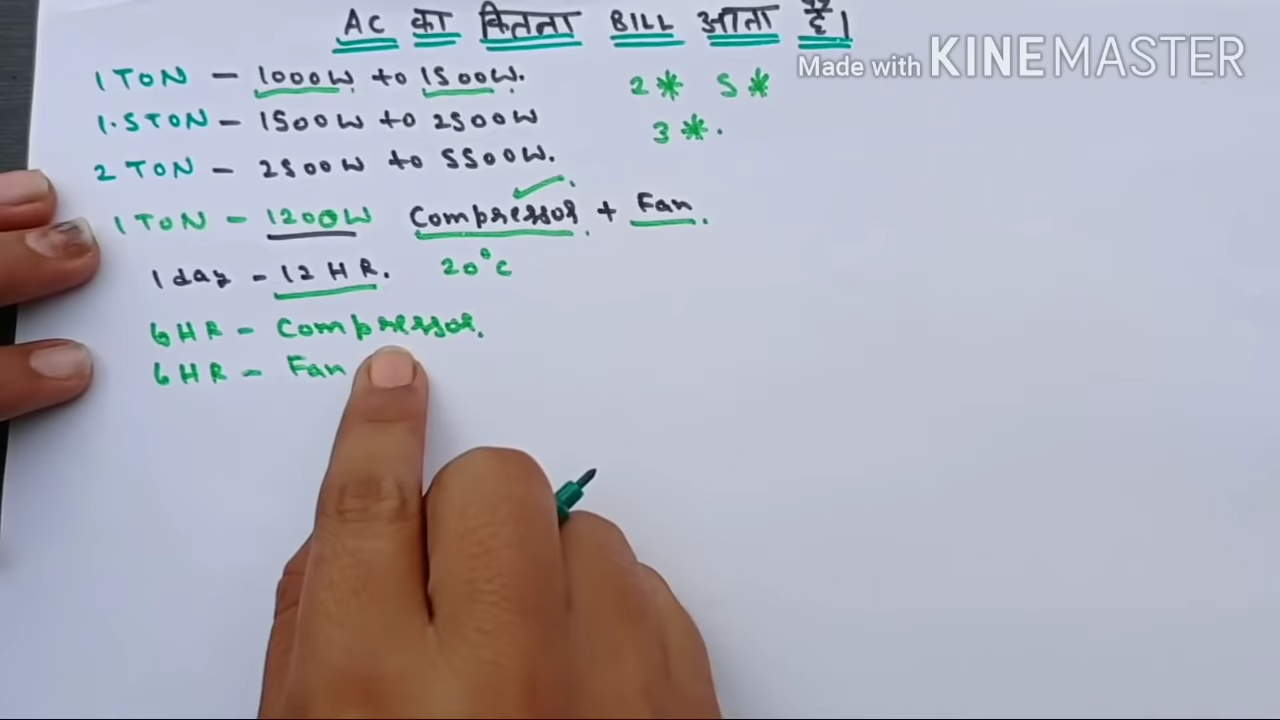 AC का कितना BILL आता है।
Made with KINEMASTER
1 TON - 1000W to 1500W.
2* 5*
1.5 TON - 1500W to 2500W
3*.
2 TON - 2500W to 5500W.
1 TON - 1200W Compressor + Fan.
1 day - 12 HR. 20°C
6 HR - Compressor.
6 HR - Fan